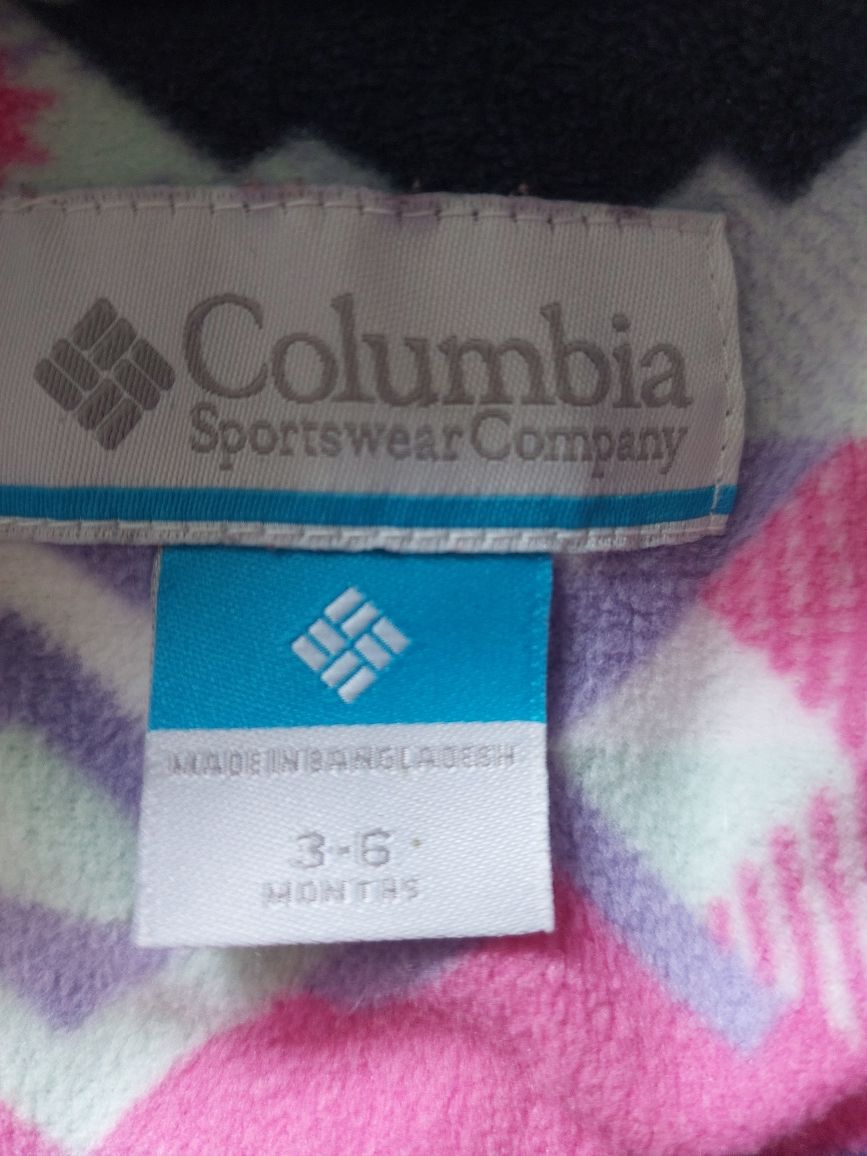 Columbia
Sportswear Company
MADE IN BANGLADESH
3-6
MONTHS